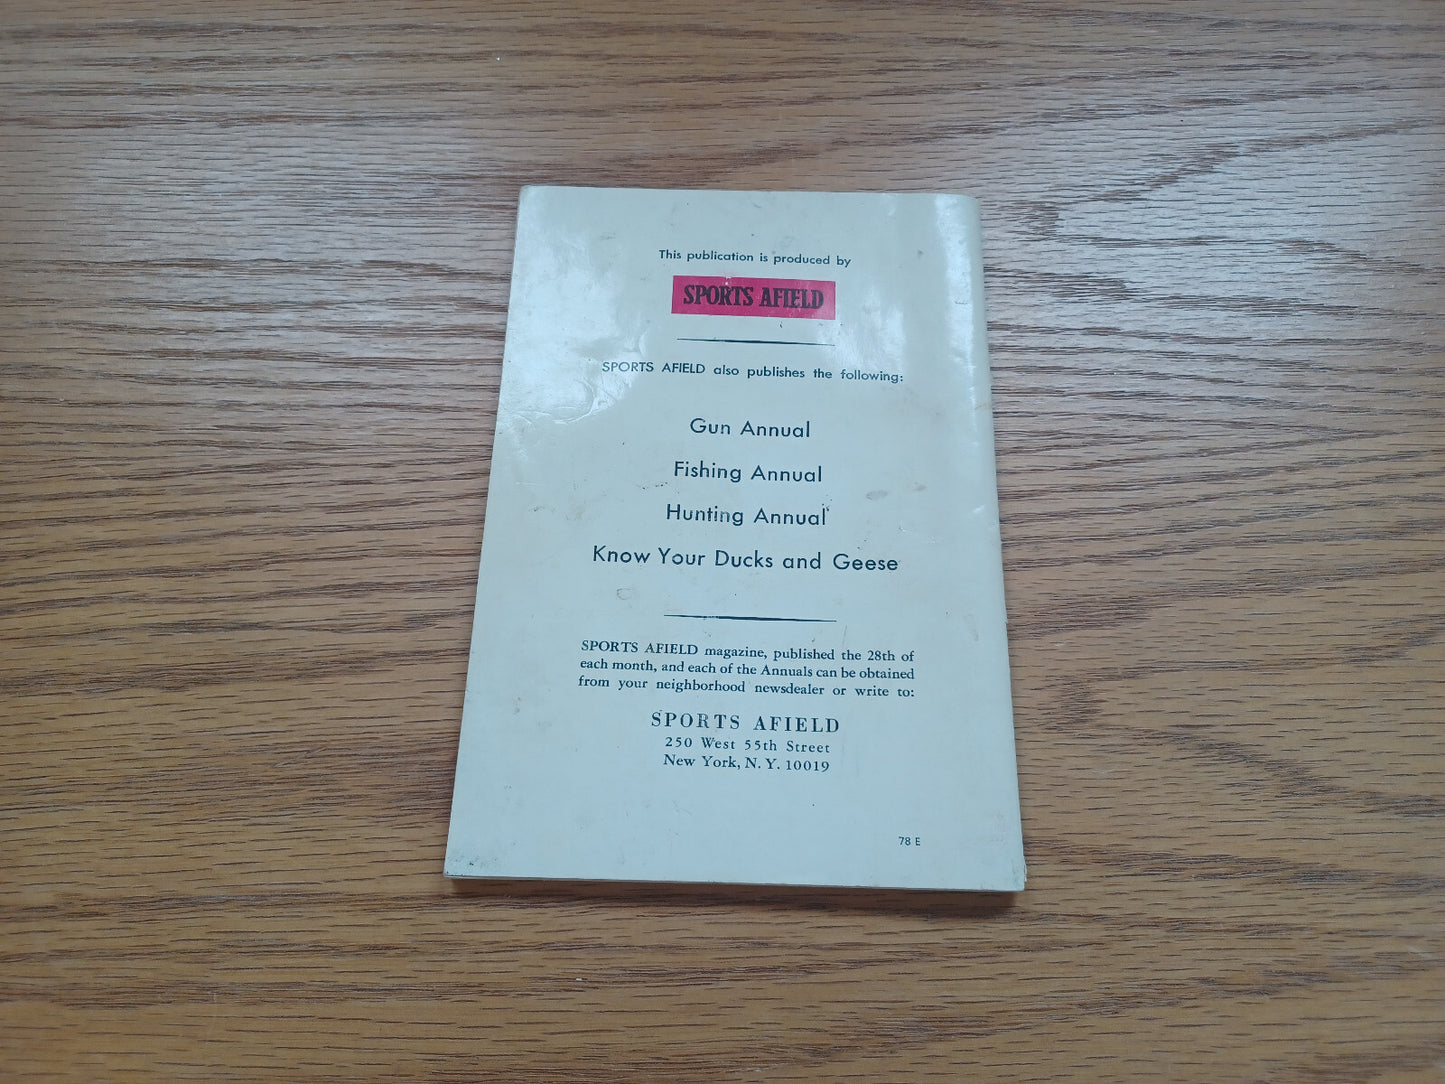 This publication is produced by
SPORTS AFIELD
SPORTS AFIELD also publishes the following:
Gun Annual
Fishing Annual
Hunting Annual
Know Your Ducks and Geese
SPORTS AFIELD magazine, published the 28th of
each month, and each of the Annuals can be obtained
from your neighborhood newsdealer or write to:
SPORTS AFIELD
250 West 55th Street
New York, N. Y. 10019
78 E